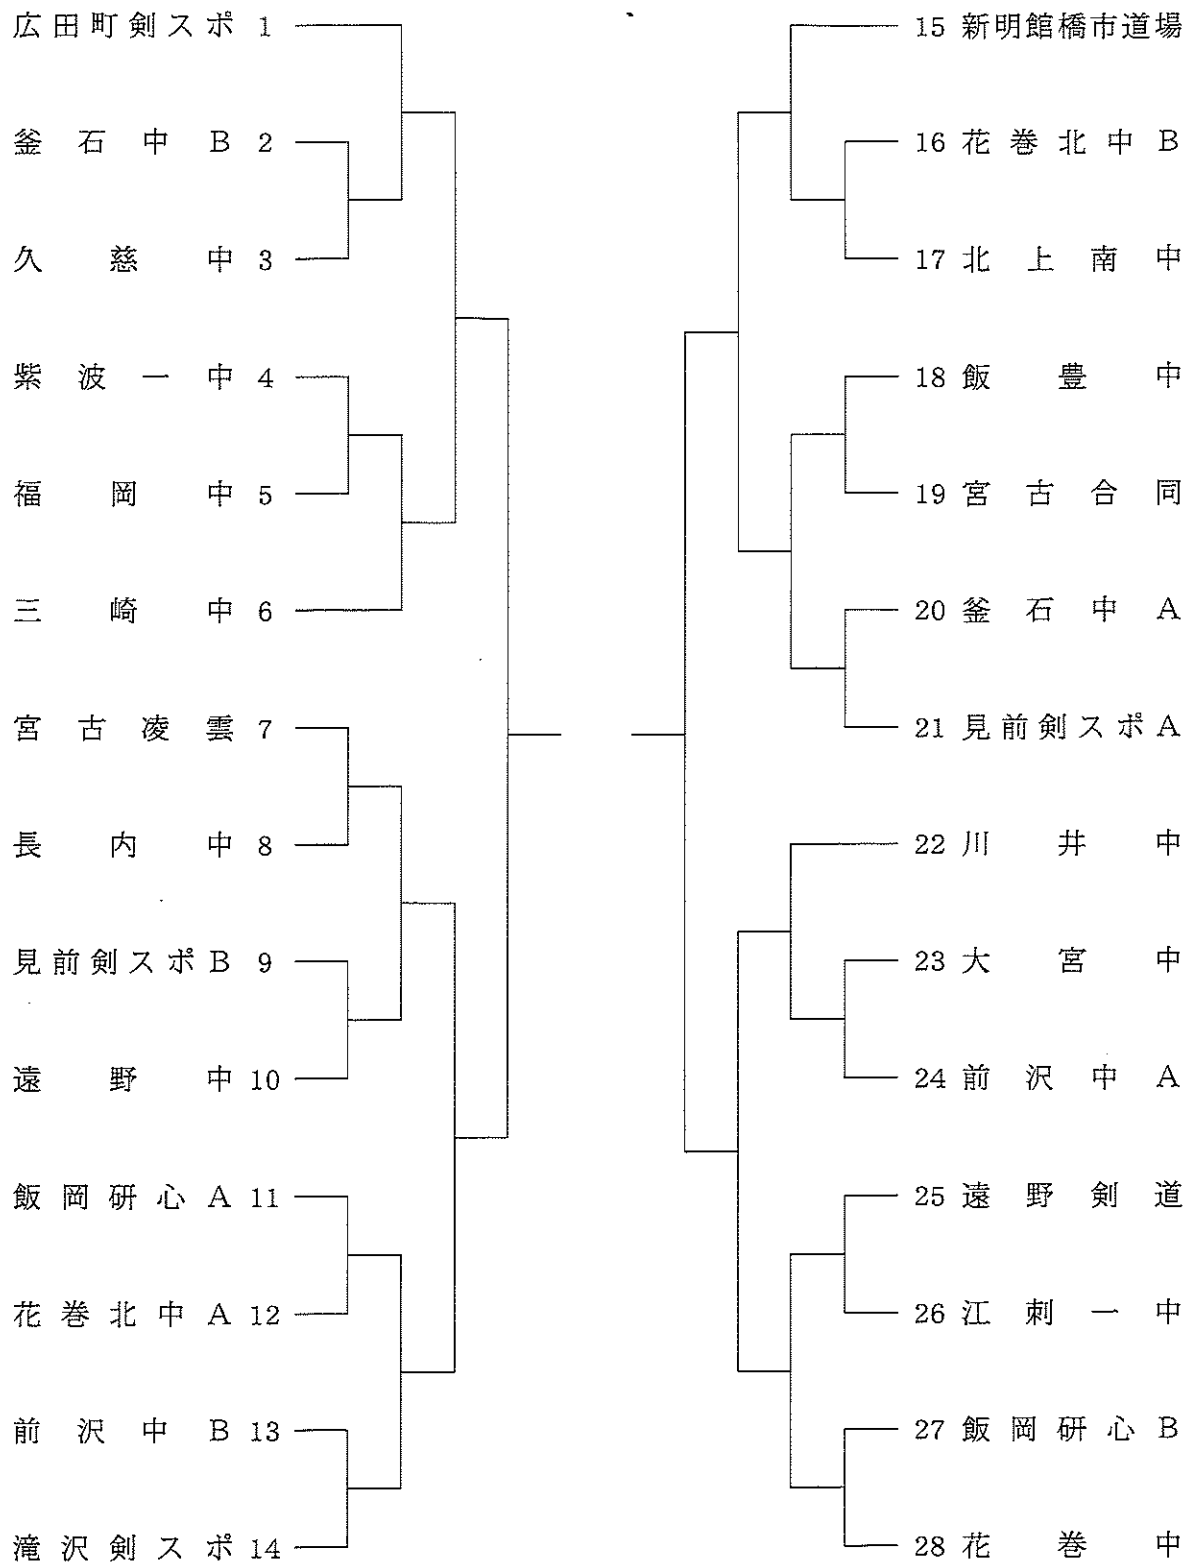 広田町剣スポ 1
釜石中B 2
久慈中 3
紫波一中 4
福岡中 5
三崎中 6
宮古凌雲 7
長内中 8
見前剣スポB 9
遠野中 10
飯岡研心A 11
花巻北中A 12
前沢中B 13
滝沢剣スポ 14
15 新明館橋市道場
16 花巻北中B
17 北上南中
18 飯豊中
19 宮古合同
20 釜石中A
21 見前剣スポA
22 川井中
23 大宮中
24 前沢中A
25 遠野剣道
26 江刺一中
27 飯岡研心B
28 花巻中